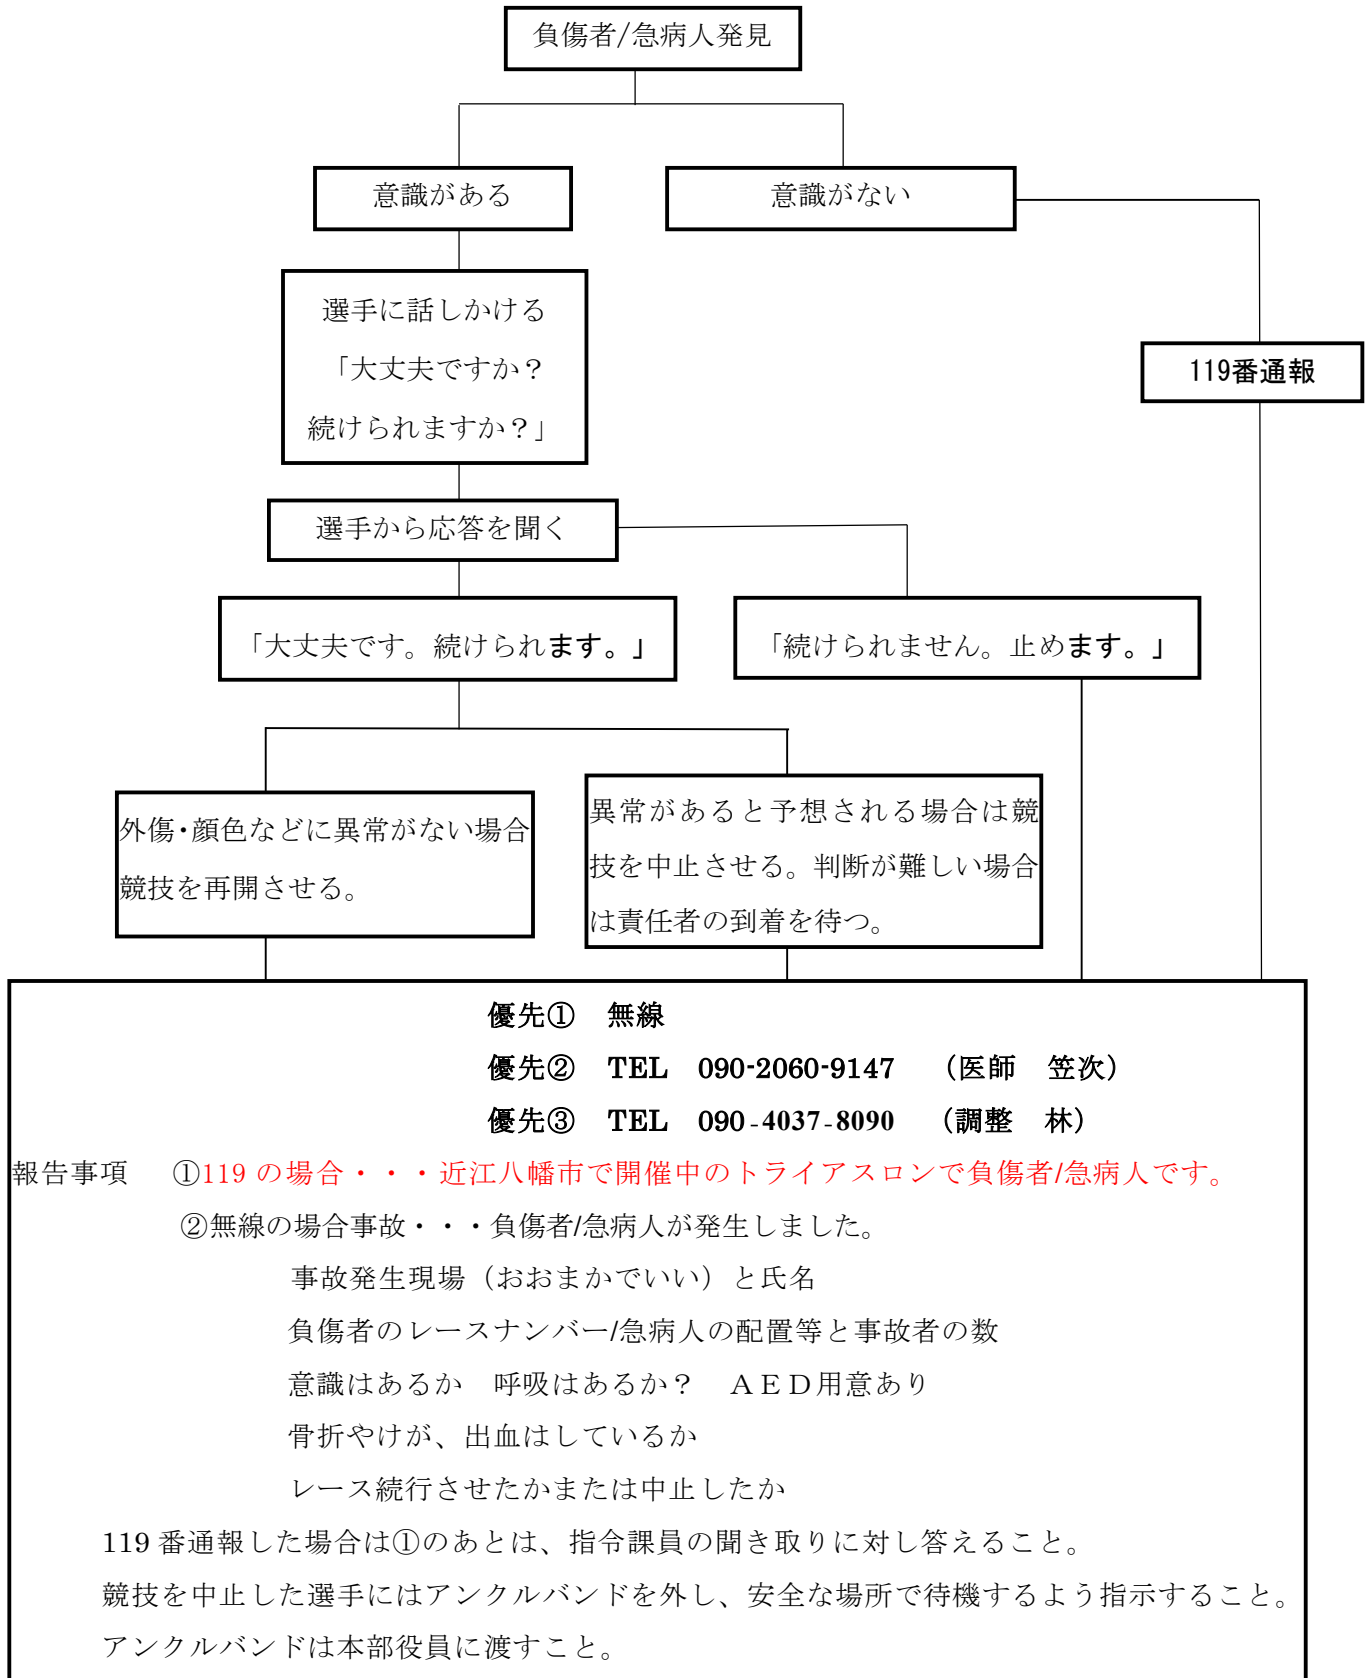 負傷者/急病人発見
意識がある
意識がない
選手に話しかける
「大丈夫ですか？
続けられますか？」
119番通報
選手から応答を聞く
「大丈夫です。続けられます。」
「続けられません。止めます。」
外傷・顔色などに異常がない場合
競技を再開させる。
異常があると予想される場合は競
技を中止させる。判断が難しい場合
は責任者の到着を待つ。
優先① 無線
優先② TEL 090-2060-9147 （医師 笠次）
優先③ TEL 090-4037-8090 （調整 林）
報告事項 ①119 の場合・・・近江八幡市で開催中のトライアスロンで負傷者/急病人です。
②無線の場合事故・・・負傷者/急病人が発生しました。
事故発生現場（おおまかでいい）と氏名
負傷者のレースナンバー/急病人の配置等と事故者の数
意識はあるか 呼吸はあるか？ ＡＥＤ用意あり
骨折やけが、出血はしているか
レース続行させたかまたは中止したか
119 番通報した場合は①のあとは、指令課員の聞き取りに対し答えること。
競技を中止した選手にはアンクルバンドを外し、安全な場所で待機するよう指示すること。
アンクルバンドは本部役員に渡すこと。